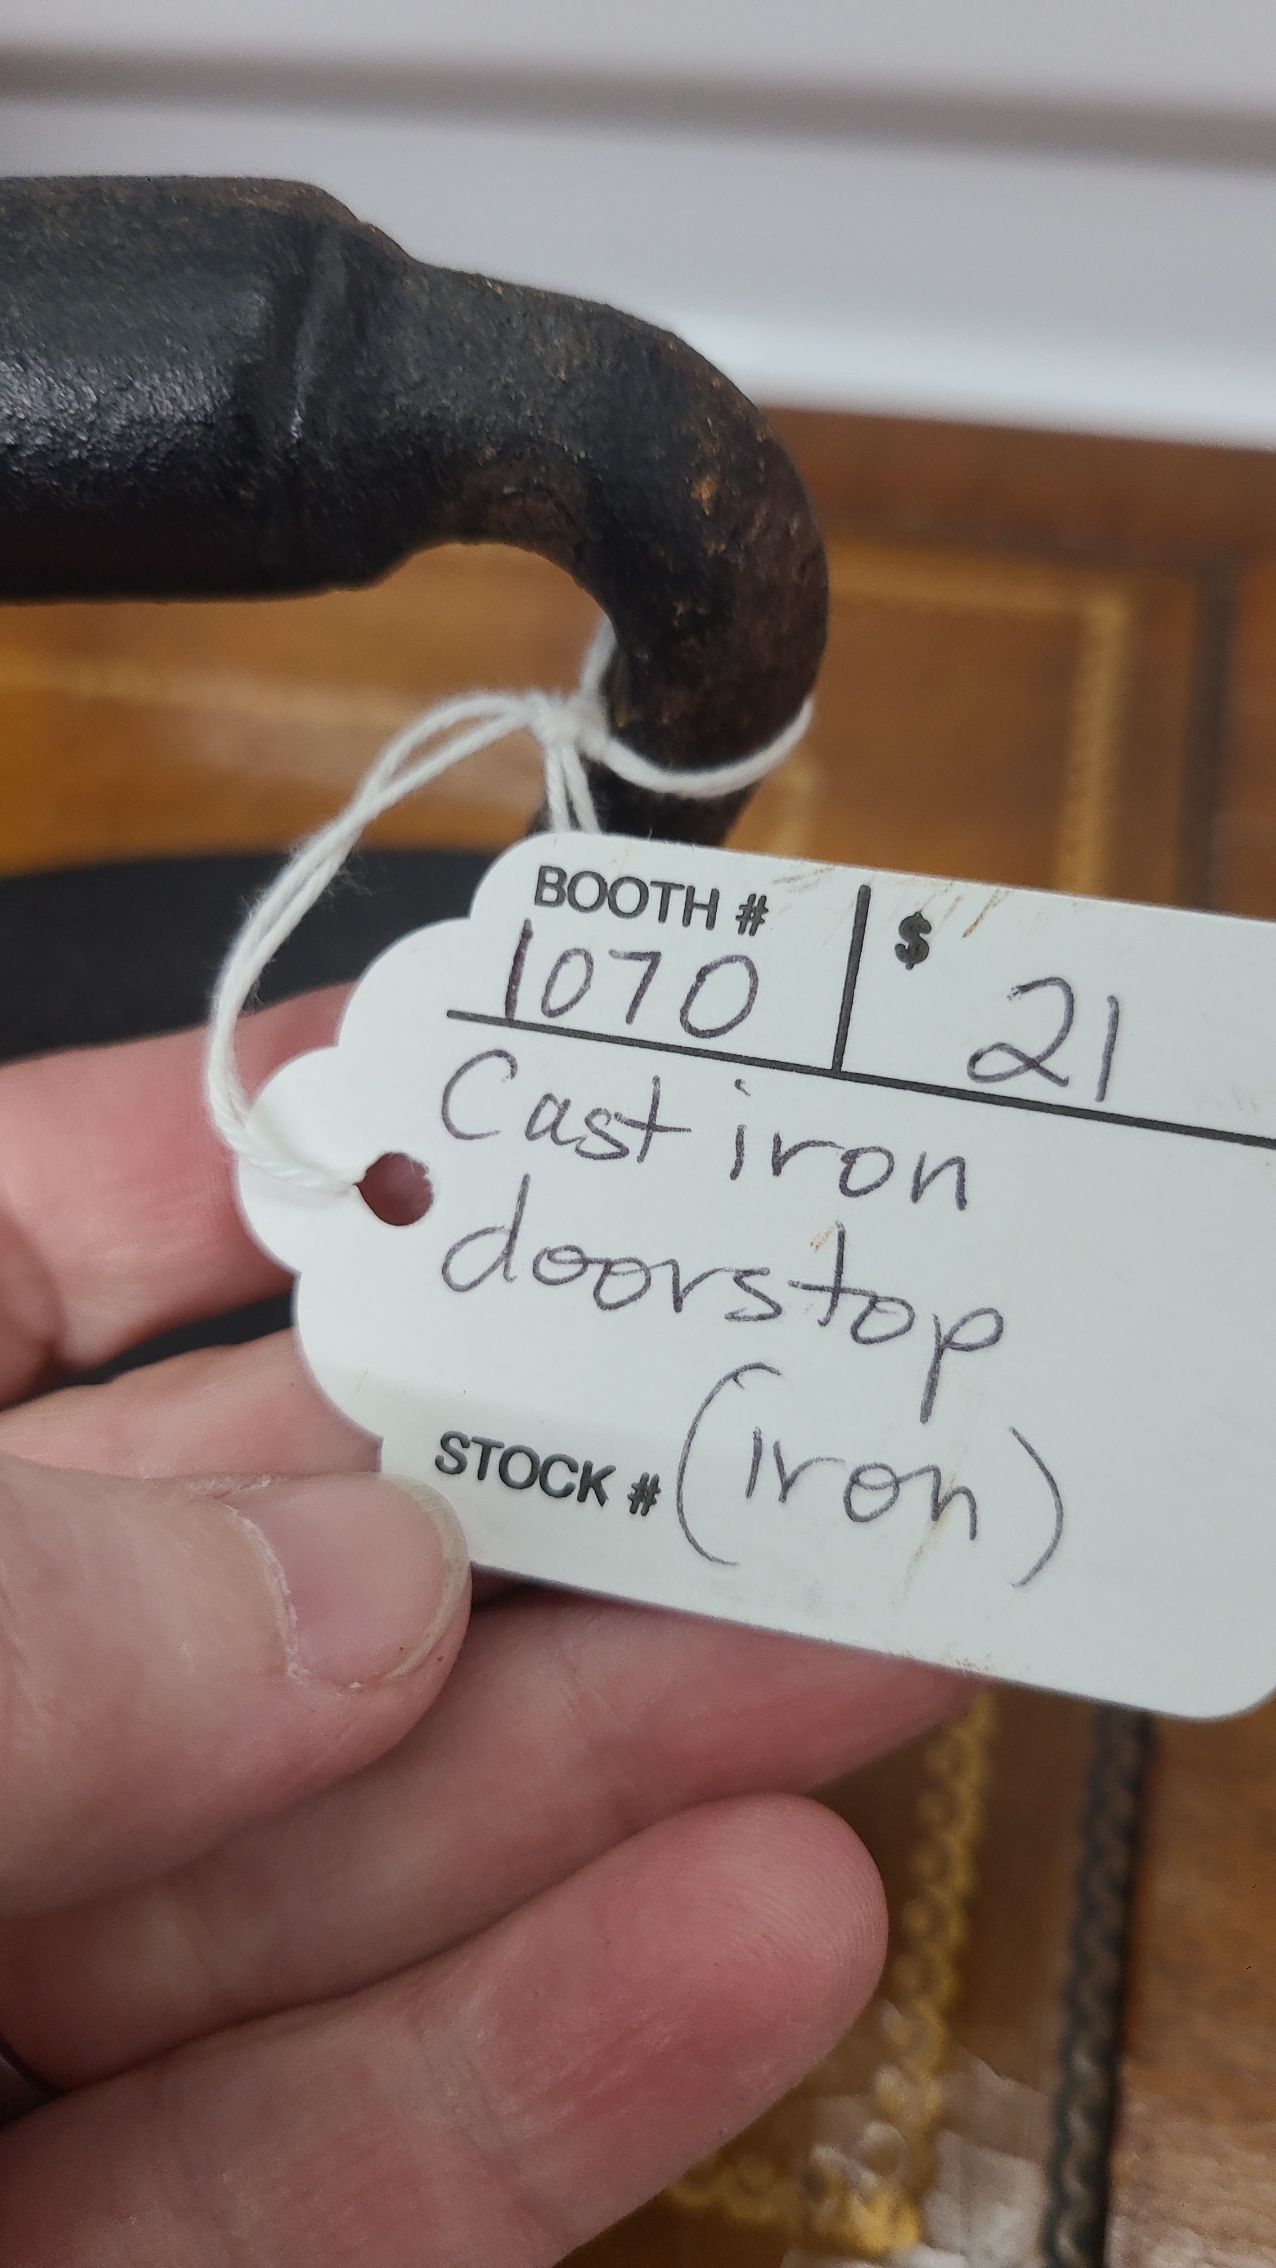 BOOTH # $
1070 21
Cast iron
doorstop
STOCK # (iron)